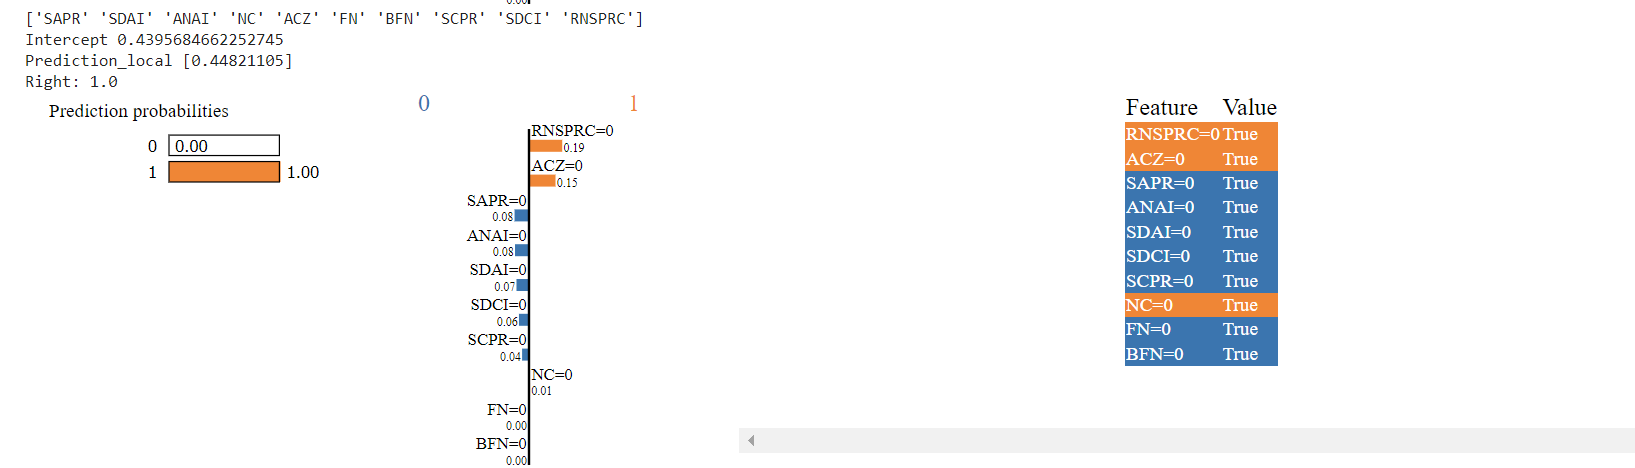 0.00
['SAPR' 'SDAI' 'ANAI' 'NC' 'ACZ' 'FN' 'BFN' 'SCPR' 'SDCI' 'RNSPRC']
Intercept 0.4395684662252745
Prediction_local [0.44821105]
Right: 1.0
Prediction probabilities
0 0.00
1 1.00
0 1
RNSPRC=0
0.19
ACZ=0
0.15
SAPR=0
0.08
ANAI=0
0.08
SDAI=0
0.07
SDCI=0
0.06
SCPR=0
0.04
NC=0
0.01
FN=0
0.00
BFN=0
0.00
Feature Value
RNSPRC=0 True
ACZ=0 True
SAPR=0 True
ANAI=0 True
SDAI=0 True
SDCI=0 True
SCPR=0 True
NC=0 True
FN=0 True
BFN=0 True